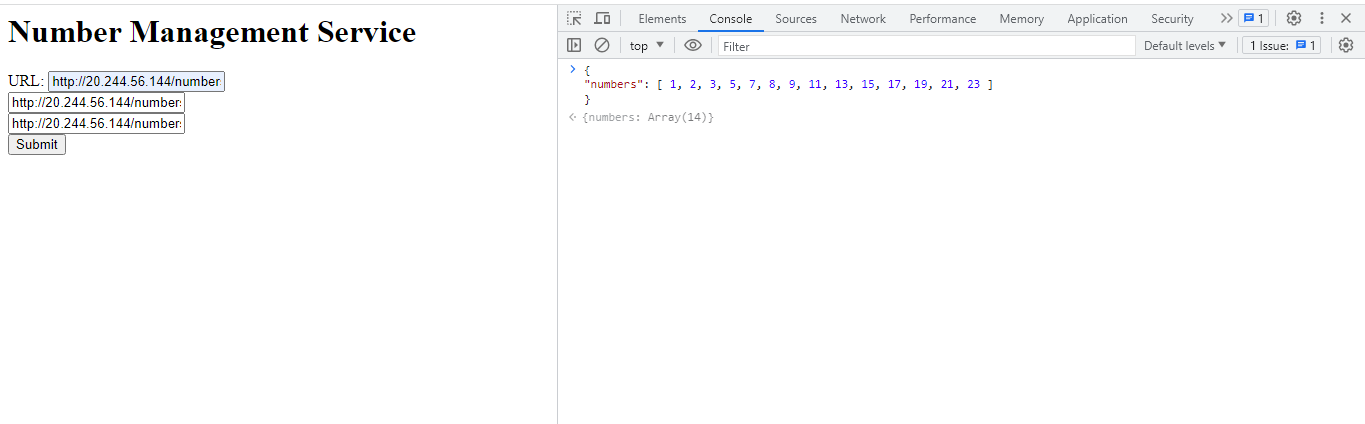 Number Management Service
URL: http://20.244.56.144/number
http://20.244.56.144/numbers
http://20.244.56.144/numbers
Submit
Elements Console Sources Network Performance Memory Application Security 1
top Filter Default levels 1 Issue: 1
{
"numbers": [ 1, 2, 3, 5, 7, 8, 9, 11, 13, 15, 17, 19, 21, 23 ]
}
{numbers: Array(14)}